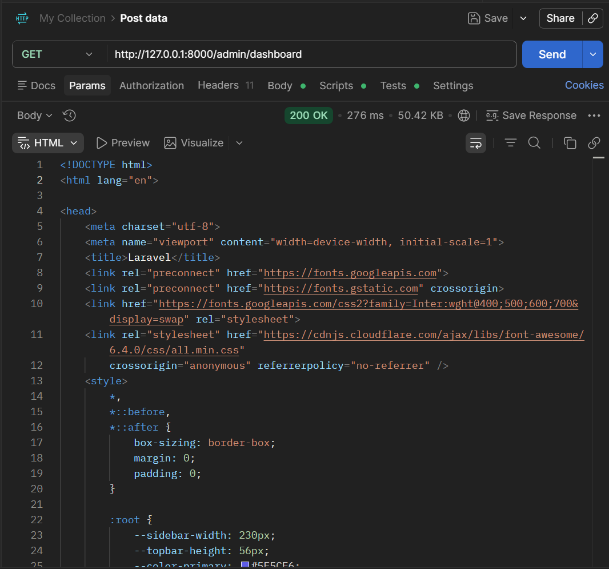 HTTP My Collection > Post data Save Share
GET http://127.0.0.1:8000/admin/dashboard Send
Docs Params Authorization Headers 11 Body Scripts Tests Settings Cookies
Body 200 OK • 276 ms • 50.42 KB • Save Response
HTML Preview Visualize
1 <!DOCTYPE html>
2 <html lang="en">
3
4 <head>
5 <meta charset="utf-8">
6 <meta name="viewport" content="width=device-width, initial-scale=1">
7 <title>Laravel</title>
8 <link rel="preconnect" href="https://fonts.googleapis.com">
9 <link rel="preconnect" href="https://fonts.gstatic.com" crossorigin>
10 <link href="https://fonts.googleapis.com/css2?family=Inter:wght@400;500;600;700&
display=swap" rel="stylesheet">
11 <link rel="stylesheet" href="https://cdnjs.cloudflare.com/ajax/libs/font-awesome/
6.4.0/css/all.min.css"
12 crossorigin="anonymous" referrerpolicy="no-referrer" />
13 <style>
14 *,
15 *::before,
16 *::after {
17 box-sizing: border-box;
18 margin: 0;
19 padding: 0;
20 }
21
22 :root {
23 --sidebar-width: 230px;
24 --topbar-height: 56px;
25 --color-primary: #5E5CE6;